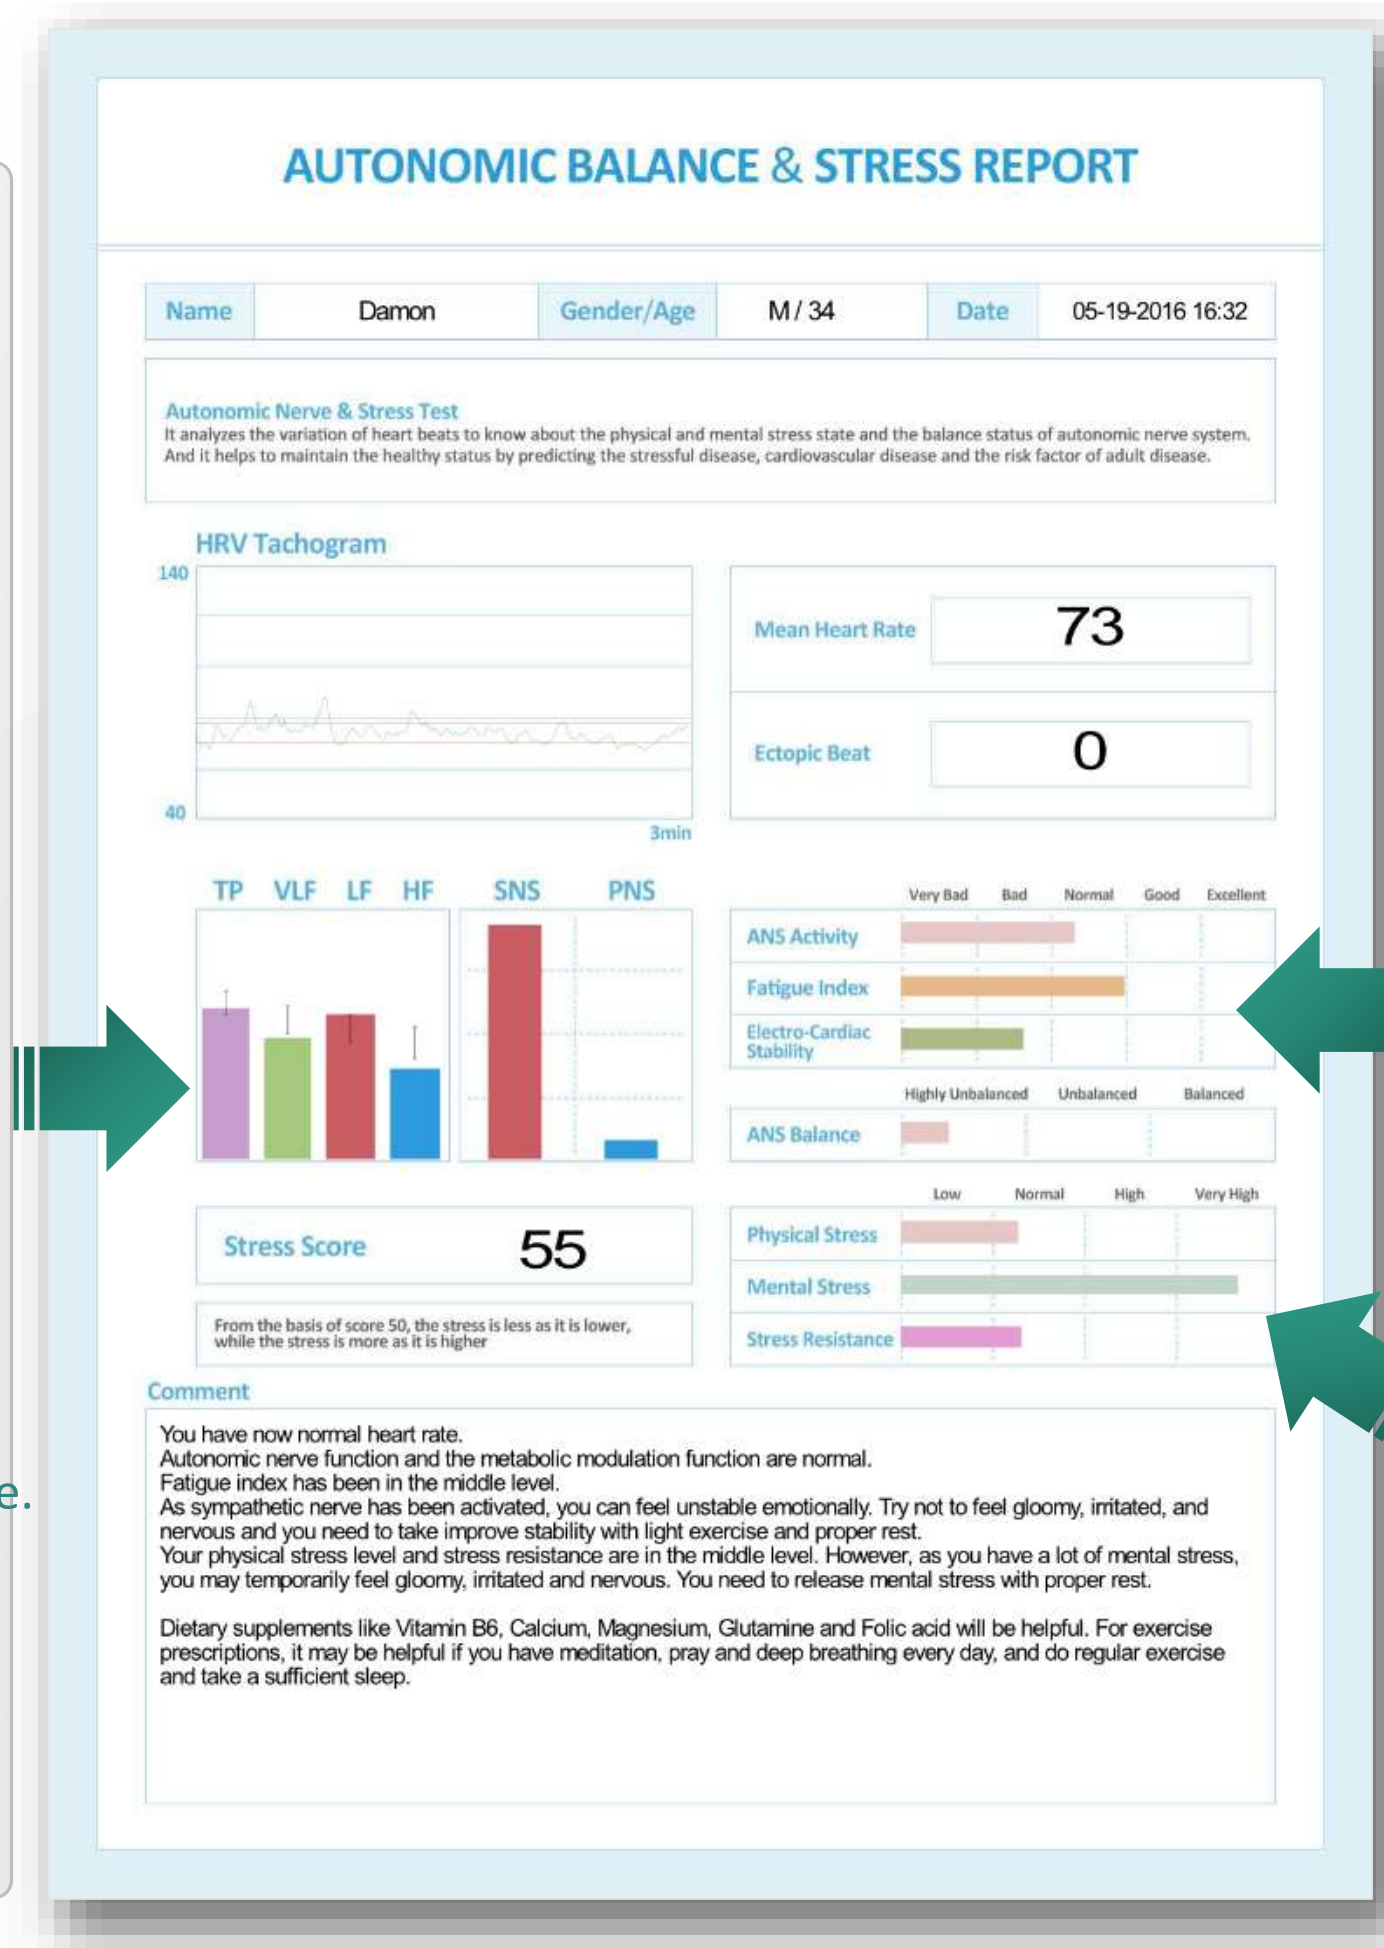 AUTONOMIC BALANCE & STRESS REPORT
Name Damon Gender/Age M / 34 Date 05-19-2016 16:32
Autonomic Nerve & Stress Test
It analyzes the variation of heart beats to know about the physical and mental stress state and the balance status of autonomic nerve system.
And it helps to maintain the healthy status by predicting the stressful disease, cardiovascular disease and the risk factor of adult disease.
HRV Tachogram
140
40
3min
Mean Heart Rate 73
Ectopic Beat 0
TP VLF LF HF SNS PNS
Very Bad Bad Normal Good Excellent
ANS Activity
Fatigue Index
Electro-Cardiac
Stability
Highly Unbalanced Unbalanced Balanced
ANS Balance
Low Normal High Very High
Physical Stress
Mental Stress
Stress Resistance
Stress Score 55
From the basis of score 50, the stress is less as it is lower,
while the stress is more as it is higher
Comment
You have now normal heart rate.
Autonomic nerve function and the metabolic modulation function are normal.
Fatigue index has been in the middle level.
As sympathetic nerve has been activated, you can feel unstable emotionally. Try not to feel gloomy, irritated, and
nervous and you need to take improve stability with light exercise and proper rest.
Your physical stress level and stress resistance are in the middle level. However, as you have a lot of mental stress,
you may temporarily feel gloomy, irritated and nervous. You need to release mental stress with proper rest.
Dietary supplements like Vitamin B6, Calcium, Magnesium, Glutamine and Folic acid will be helpful. For exercise
prescriptions, it may be helpful if you have meditation, pray and deep breathing every day, and do regular exercise
and take a sufficient sleep.
e.